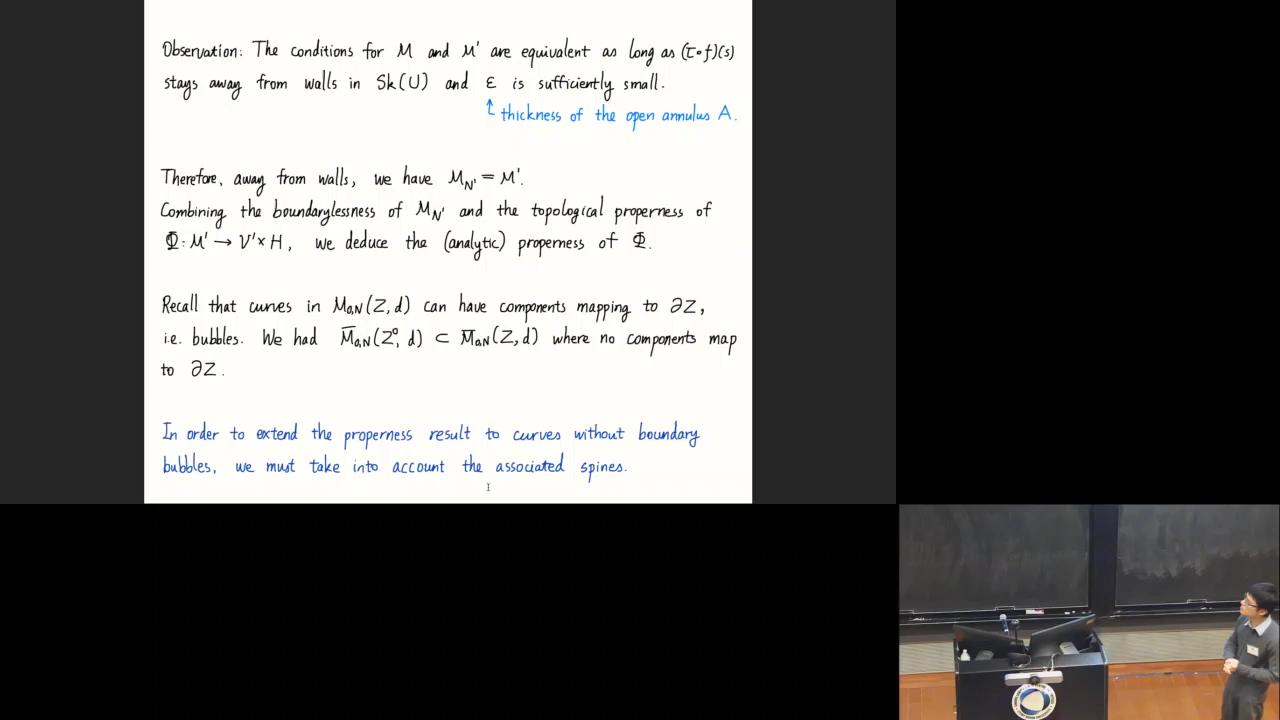 Observation: The conditions for M and M' are equivalent as long as (τ∘f)(s)
stays away from walls in Sk(U) and ε is sufficiently small.
↑ thickness of the open annulus A.
Therefore, away from walls, we have M_N' = M'.
Combining the boundarylessness of M_N' and the topological properness of
Φ: M' → V' × H, we deduce the (analytic) properness of Φ.
Recall that curves in M_{0,N}(Z, d) can have components mapping to ∂Z,
i.e. bubbles. We had M̄_{0,N}(Z°, d) ⊂ M̄_{0,N}(Z, d) where no components map
to ∂Z.
In order to extend the properness result to curves without boundary
bubbles, we must take into account the associated spines.